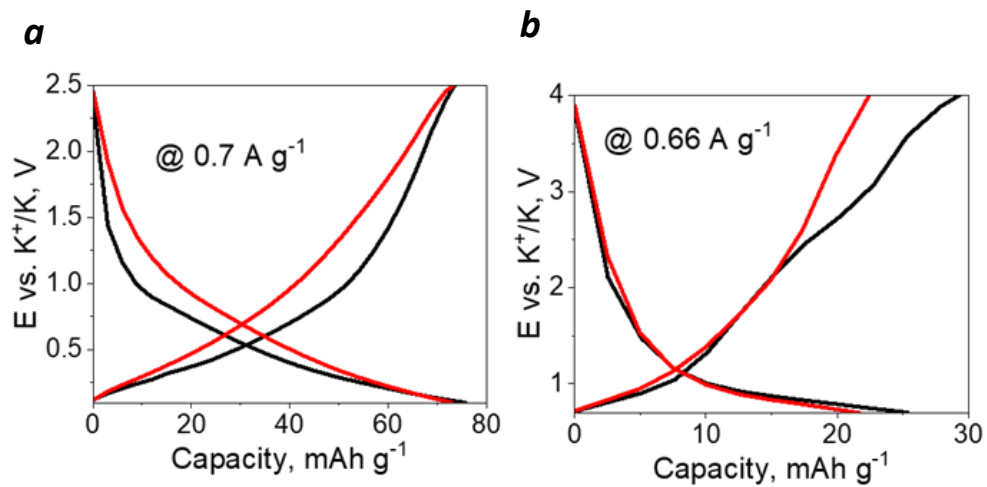 a
b
2.5
2.0
1.5
1.0
0.5
E vs. K⁺/K, V
@ 0.7 A g⁻¹
0 20 40 60 80
Capacity, mAh g⁻¹
4
3
2
1
E vs. K⁺/K, V
@ 0.66 A g⁻¹
0 10 20 30
Capacity, mAh g⁻¹